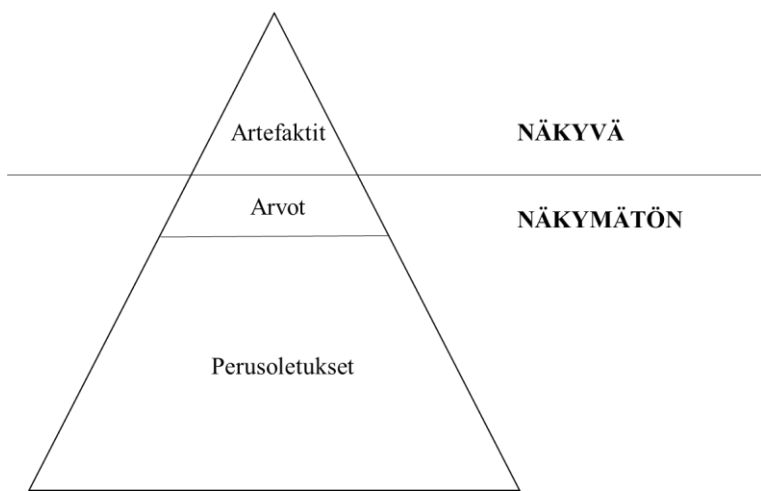 Artefaktit
NÄKYVÄ
Arvot
NÄKYMÄTÖN
Perusoletukset